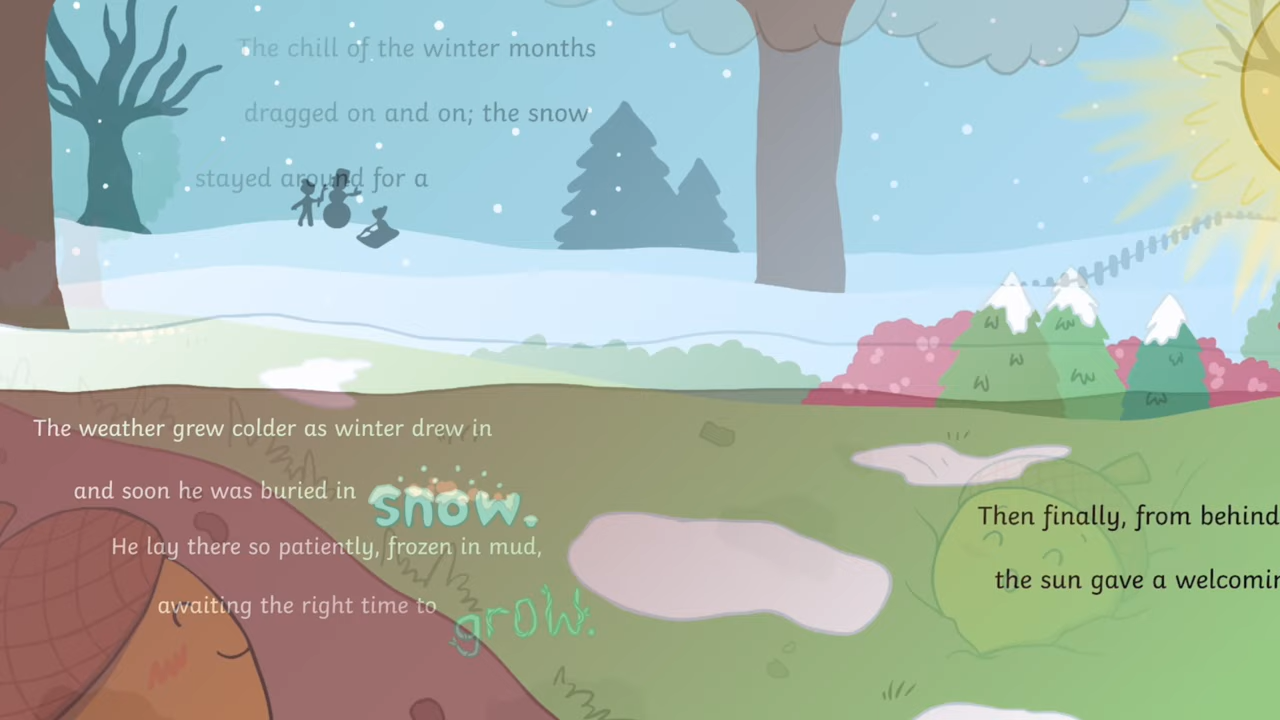 The chill of the winter months
dragged on and on; the snow
stayed around for a
The weather grew colder as winter drew in
and soon he was buried in snow.
He lay there so patiently, frozen in mud,
awaiting the right time to grow.
Then finally, from behind
the sun gave a